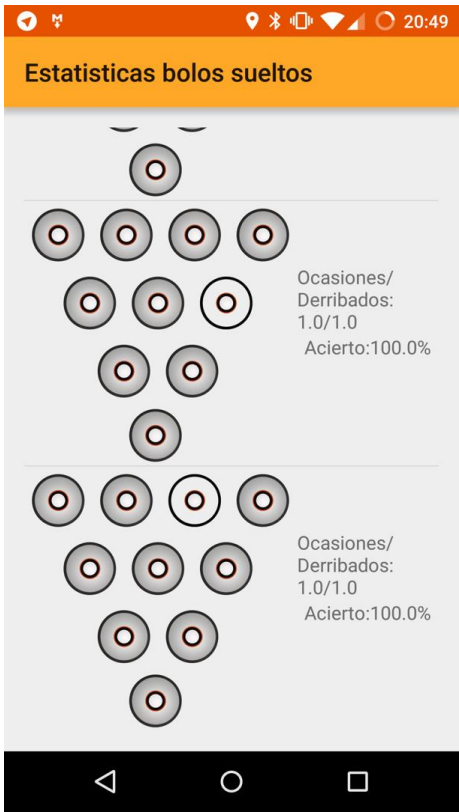 20:49
Estatisticas bolos sueltos
Ocasiones/
Derribados:
1.0/1.0
Acierto:100.0%
Ocasiones/
Derribados:
1.0/1.0
Acierto:100.0%